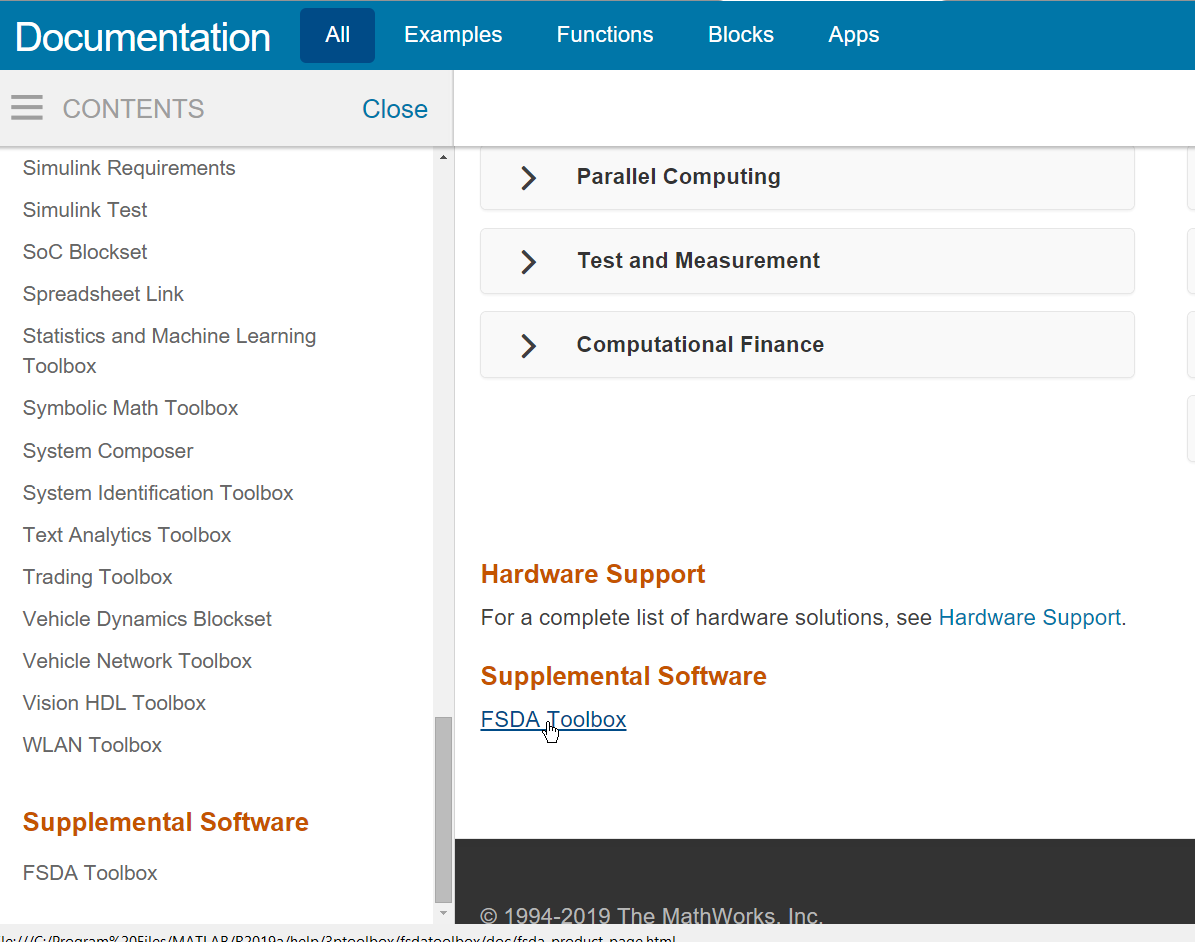 Documentation
All
Examples
Functions
Blocks
Apps
CONTENTS
Close
Simulink Requirements
Simulink Test
SoC Blockset
Spreadsheet Link
Statistics and Machine Learning
Toolbox
Symbolic Math Toolbox
System Composer
System Identification Toolbox
Text Analytics Toolbox
Trading Toolbox
Vehicle Dynamics Blockset
Vehicle Network Toolbox
Vision HDL Toolbox
WLAN Toolbox
Supplemental Software
FSDA Toolbox
Parallel Computing
Test and Measurement
Computational Finance
Hardware Support
For a complete list of hardware solutions, see Hardware Support.
Supplemental Software
FSDA Toolbox
© 1994-2019 The MathWorks, Inc.
le:///C:/Program%20Files/MATLAB/R2019a/help/3ptoolbox/fsdatoolbox/doc/fsda_product_page.html